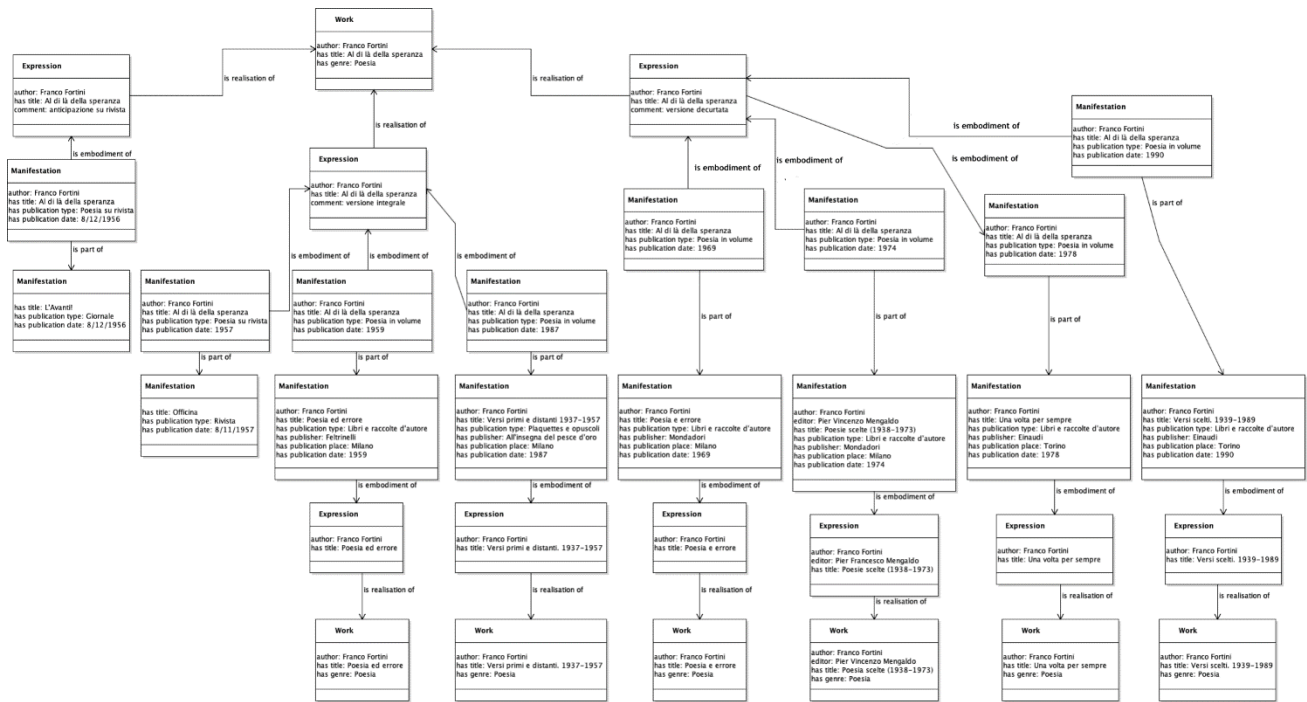 Work
author: Franco Fortini
has title: Al di là della speranza
has genre: Poesia
Expression
author: Franco Fortini
has title: Al di là della speranza
comment: anticipazione su rivista
is realisation of
is realisation of
is realisation of
Expression
author: Franco Fortini
has title: Al di là della speranza
comment: versione decurtata
Manifestation
author: Franco Fortini
has title: Al di là della speranza
has publication type: Poesia in volume
has publication date: 1990
is embodiment of
is embodiment of
is embodiment of
is embodiment of
is embodiment of
Expression
author: Franco Fortini
has title: Al di là della speranza
comment: versione integrale
Manifestation
author: Franco Fortini
has title: Al di là della speranza
has publication type: Poesia su rivista
has publication date: 8/12/1956
Manifestation
author: Franco Fortini
has title: Al di là della speranza
has publication type: Poesia in volume
has publication date: 1969
Manifestation
author: Franco Fortini
has title: Al di là della speranza
has publication type: Poesia in volume
has publication date: 1974
Manifestation
author: Franco Fortini
has title: Al di là della speranza
has publication type: Poesia in volume
has publication date: 1978
is part of
is part of
is embodiment of
is embodiment of
is embodiment of
Manifestation
has title: L'Avanti!
has publication type: Giornale
has publication date: 8/12/1956
Manifestation
author: Franco Fortini
has title: Al di là della speranza
has publication type: Poesia su rivista
has publication date: 1957
Manifestation
author: Franco Fortini
has title: Al di là della speranza
has publication type: Poesia in volume
has publication date: 1959
Manifestation
author: Franco Fortini
has title: Al di là della speranza
has publication type: Poesia in volume
has publication date: 1987
is part of
is part of
is part of
is part of
is part of
is part of
Manifestation
has title: Officina
has publication type: Rivista
has publication date: 8/11/1957
Manifestation
author: Franco Fortini
has title: Poesia ed errore
has publication type: Libri e raccolte d'autore
has publisher: Feltrinelli
has publication place: Milano
has publication date: 1959
Manifestation
author: Franco Fortini
has title: Versi primi e distanti 1937-1957
has publication type: Plaquettes e opuscoli
has publisher: All'insegna del pesce d'oro
has publication place: Milano
has publication date: 1987
Manifestation
author: Franco Fortini
has title: Poesia e errore
has publication type: Libri e raccolte d'autore
has publisher: Mondadori
has publication place: Milano
has publication date: 1969
Manifestation
author: Franco Fortini
editor: Pier Vincenzo Mengaldo
has title: Poesie scelte (1938-1973)
has publication type: Libri e raccolte d'autore
has publisher: Mondadori
has publication place: Milano
has publication date: 1974
Manifestation
author: Franco Fortini
has title: Una volta per sempre
has publication type: Libri e raccolte d'autore
has publisher: Einaudi
has publication place: Torino
has publication date: 1978
Manifestation
author: Franco Fortini
has title: Versi scelti. 1939-1989
has publication type: Libri e raccolte d'autore
has publisher: Einaudi
has publication place: Torino
has publication date: 1990
is embodiment of
is embodiment of
is embodiment of
is embodiment of
is embodiment of
is embodiment of
Expression
author: Franco Fortini
has title: Poesia ed errore
Expression
author: Franco Fortini
has title: Versi primi e distanti. 1937-1957
Expression
author: Franco Fortini
has title: Poesia e errore
Expression
author: Franco Fortini
editor: Pier Francesco Mengaldo
has title: Poesie scelte (1938-1973)
Expression
author: Franco Fortini
has title: Una volta per sempre
Expression
author: Franco Fortini
has title: Versi scelti. 1939-1989
is realisation of
is realisation of
is realisation of
is realisation of
is realisation of
is realisation of
Work
author: Franco Fortini
has title: Poesia ed errore
has genre: Poesia
Work
author: Franco Fortini
has title: Versi primi e distanti. 1937-1957
has genre: Poesia
Work
author: Franco Fortini
has title: Poesia e errore
has genre: Poesia
Work
author: Franco Fortini
editor: Pier Vincenzo Mengaldo
has title: Poesia scelte (1938-1973)
has genre: Poesia
Work
author: Franco Fortini
has title: Una volta per sempre
has genre: Poesia
Work
author: Franco Fortini
has title: Versi scelti. 1939-1989
has genre: Poesia